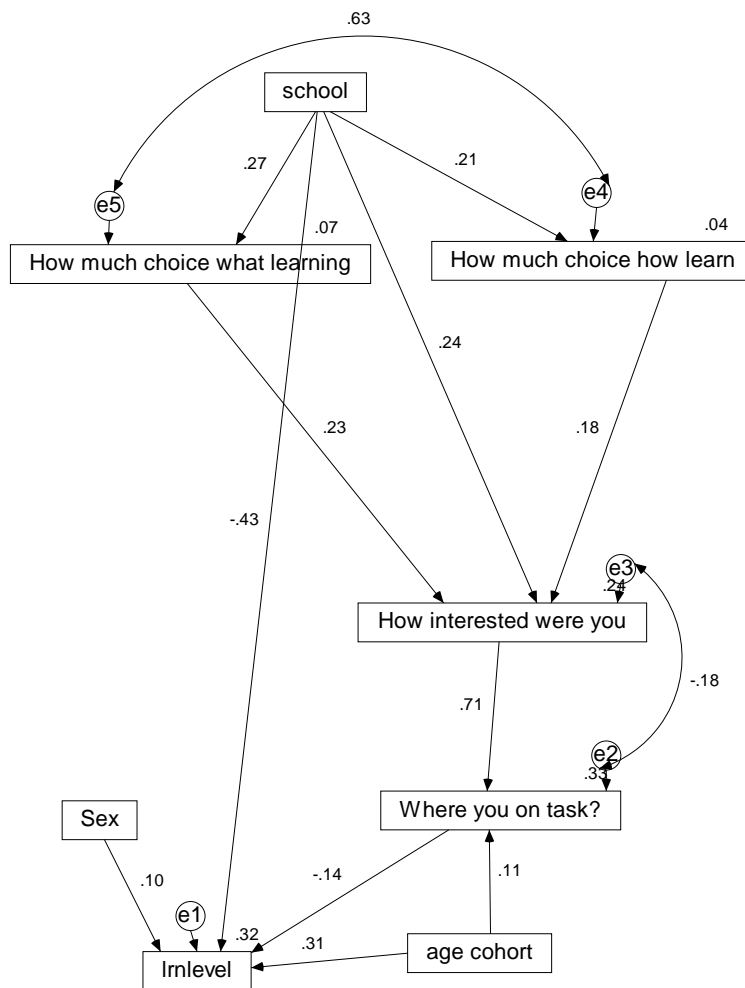 .63
school
.27
.21
e5
e4
.07
.04
How much choice what learning
How much choice how learn
.24
.23
.18
-.43
e3
.24
How interested were you
-.18
.71
e2
.33
Where you on task?
Sex
.10
-.14
.11
e1
.32
.31
lrnlevel
age cohort